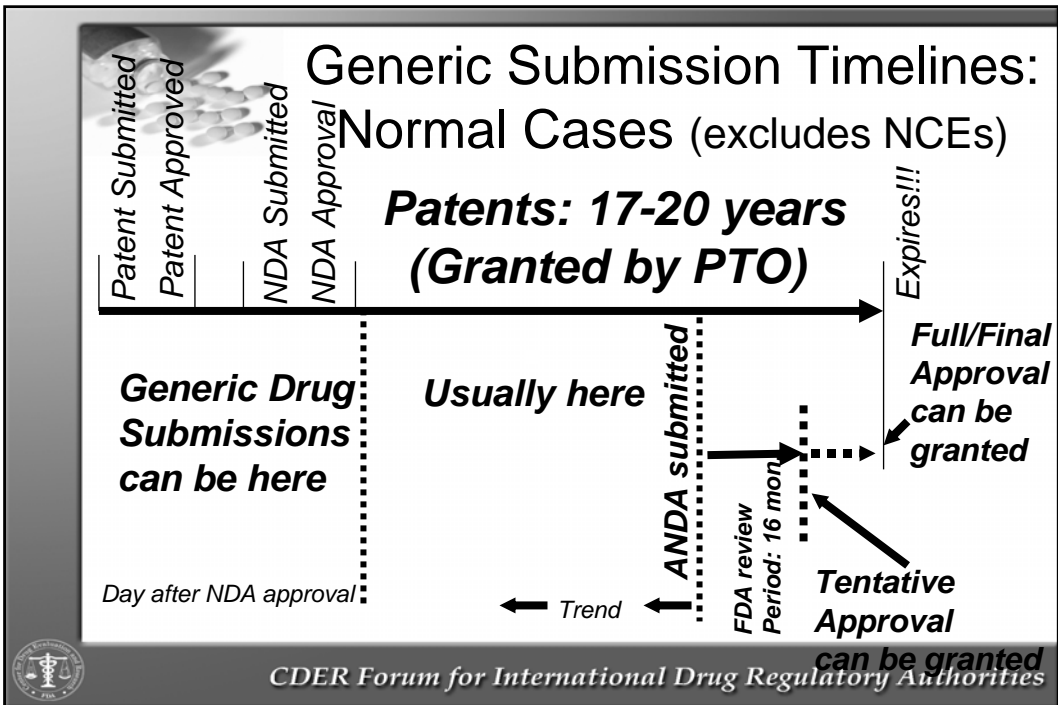 Generic Submission Timelines:
Normal Cases (excludes NCEs)
Patent Submitted
Patent Approved
NDA Submitted
NDA Approval
Patents: 17-20 years
(Granted by PTO)
Expires!!!
Generic Drug
Submissions
can be here
Usually here
ANDA submitted
Full/Final
Approval
can be
granted
FDA review
Period: 16 mon
Day after NDA approval
Trend
Tentative
Approval
can be granted
CDER Forum for International Drug Regulatory Authorities